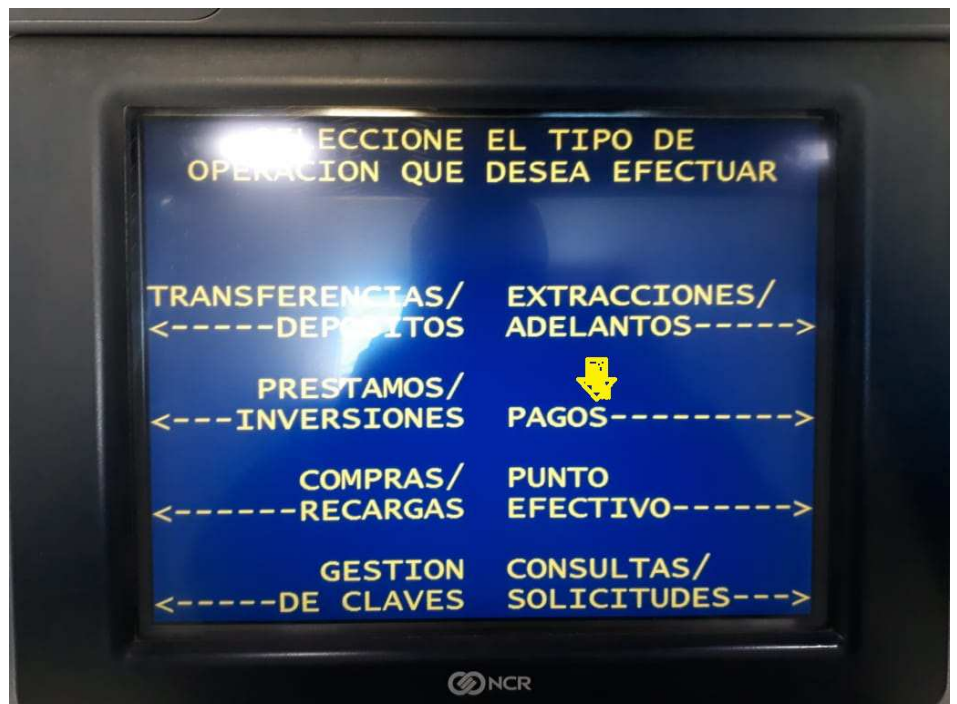 SELECCIONE EL TIPO DE
OPERACION QUE DESEA EFECTUAR
TRANSFERENCIAS/ EXTRACCIONES/
<-----DEPOSITOS ADELANTOS----->
PRESTAMOS/
<---INVERSIONES PAGOS--------->
COMPRAS/ PUNTO
<------RECARGAS EFECTIVO------>
GESTION CONSULTAS/
<-----DE CLAVES SOLICITUDES--->
NCR